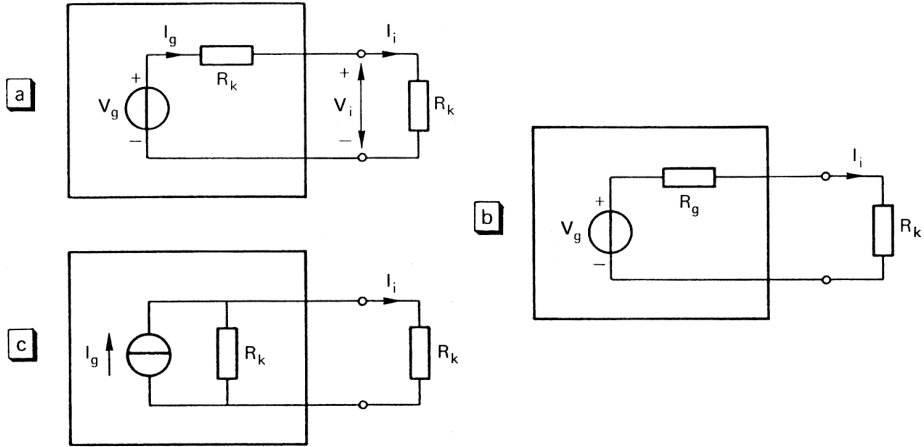 a
I_g
R_k
+
V_g
−
I_i
+
V_i
−
R_k
b
+
V_g
−
R_g
I_i
R_k
c
I_g
R_k
I_i
R_k